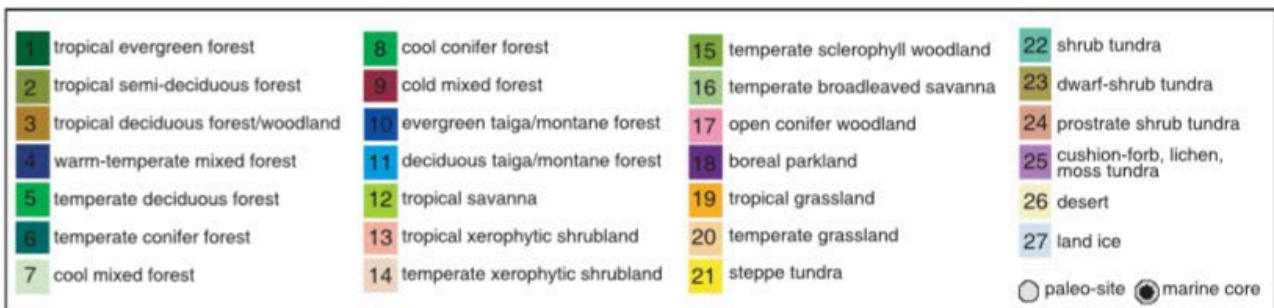 1 tropical evergreen forest
2 tropical semi-deciduous forest
3 tropical deciduous forest/woodland
4 warm-temperate mixed forest
5 temperate deciduous forest
6 temperate conifer forest
7 cool mixed forest
8 cool conifer forest
9 cold mixed forest
10 evergreen taiga/montane forest
11 deciduous taiga/montane forest
12 tropical savanna
13 tropical xerophytic shrubland
14 temperate xerophytic shrubland
15 temperate sclerophyll woodland
16 temperate broadleaved savanna
17 open conifer woodland
18 boreal parkland
19 tropical grassland
20 temperate grassland
21 steppe tundra
22 shrub tundra
23 dwarf-shrub tundra
24 prostrate shrub tundra
25 cushion-forb, lichen,
moss tundra
26 desert
27 land ice
paleo-site marine core